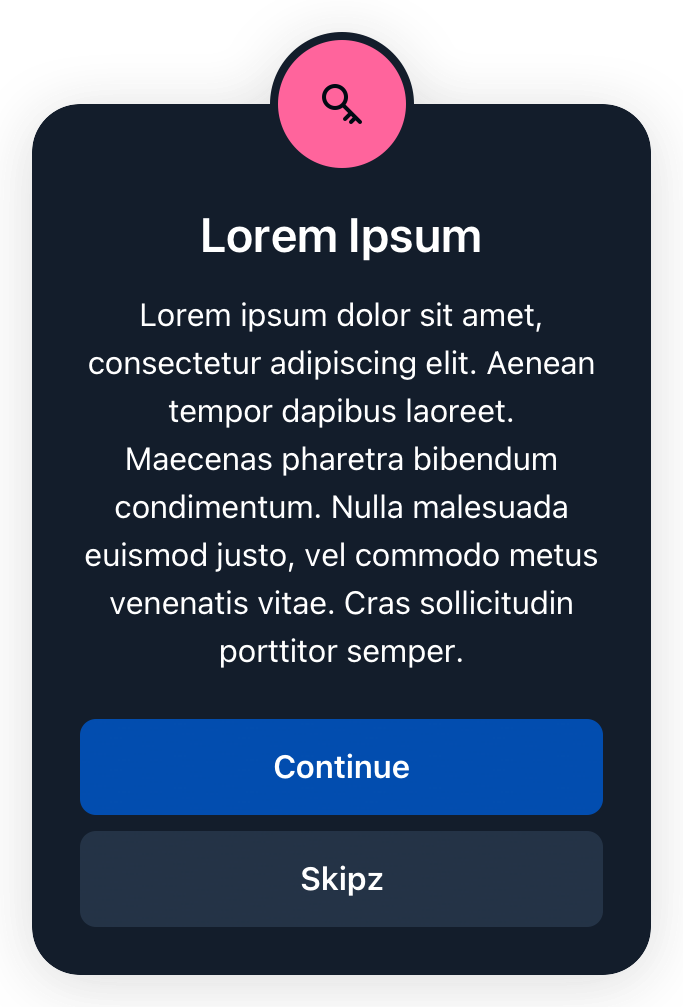 Lorem Ipsum
Lorem ipsum dolor sit amet,
consectetur adipiscing elit. Aenean
tempor dapibus laoreet.
Maecenas pharetra bibendum
condimentum. Nulla malesuada
euismod justo, vel commodo metus
venenatis vitae. Cras sollicitudin
porttitor semper.
Continue
Skipz